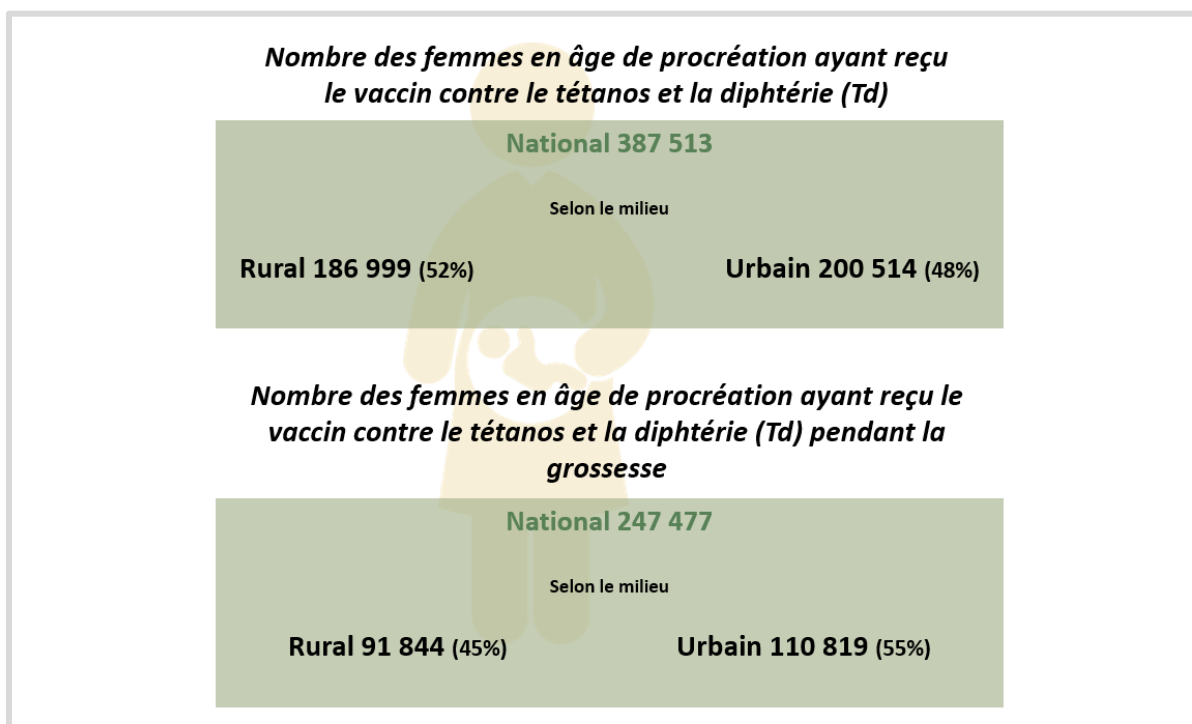 Nombre des femmes en âge de procréation ayant reçu
le vaccin contre le tétanos et la diphtérie (Td)
National 387 513
Selon le milieu
Rural 186 999 (52%) Urbain 200 514 (48%)
Nombre des femmes en âge de procréation ayant reçu le
vaccin contre le tétanos et la diphtérie (Td) pendant la
grossesse
National 247 477
Selon le milieu
Rural 91 844 (45%) Urbain 110 819 (55%)